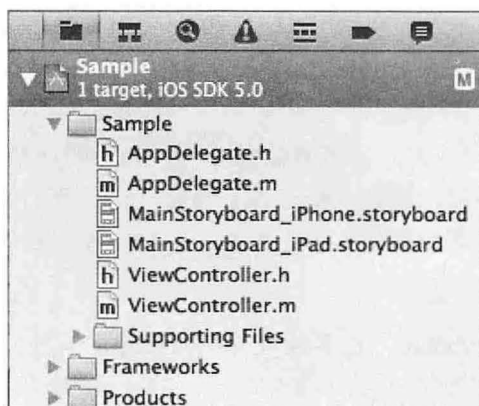 Sample
1 target, iOS SDK 5.0
M
Sample
h AppDelegate.h
m AppDelegate.m
MainStoryboard_iPhone.storyboard
MainStoryboard_iPad.storyboard
h ViewController.h
m ViewController.m
Supporting Files
Frameworks
Products